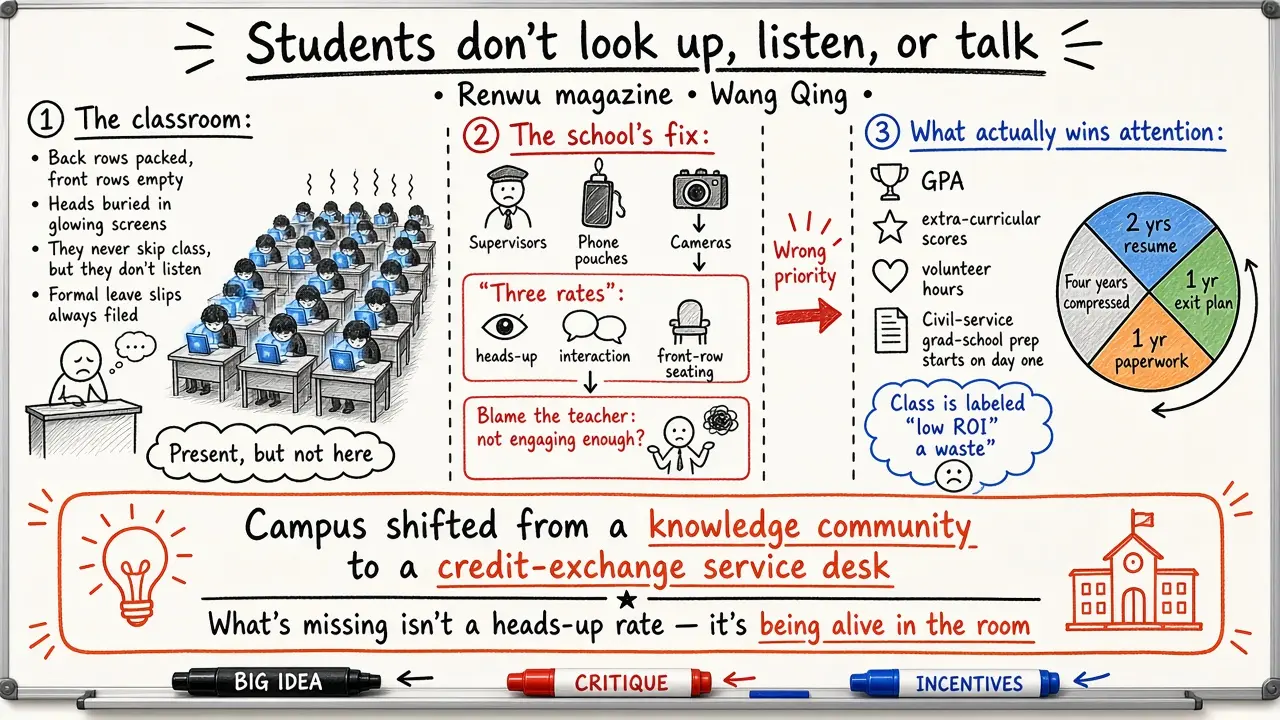 Students don't look up, listen, or talk
• Renwu magazine • Wang Qing •
1 The classroom:
• Back rows packed,
front rows empty
• Heads buried in
glowing screens
• They never skip class,
but they don't listen
• Formal leave slips
always filed
Present, but not here
2 The school's fix:
Supervisors
Phone
pouches
Cameras
"Three rates":
heads-up
interaction
front-row
seating
Blame the teacher:
not engaging enough?
Wrong
priority
3 What actually wins attention:
GPA
extra-curricular
scores
volunteer
hours
Civil-service
grad-school prep
starts on day one
2 yrs
resume
1 yr
exit plan
1 yr
paperwork
Four years
compressed
Class is labeled
"low ROI"
a waste"
Campus shifted from a knowledge community
to a credit-exchange service desk
What's missing isn't a heads-up rate — it's being alive in the room
BIG IDEA
CRITIQUE
INCENTIVES